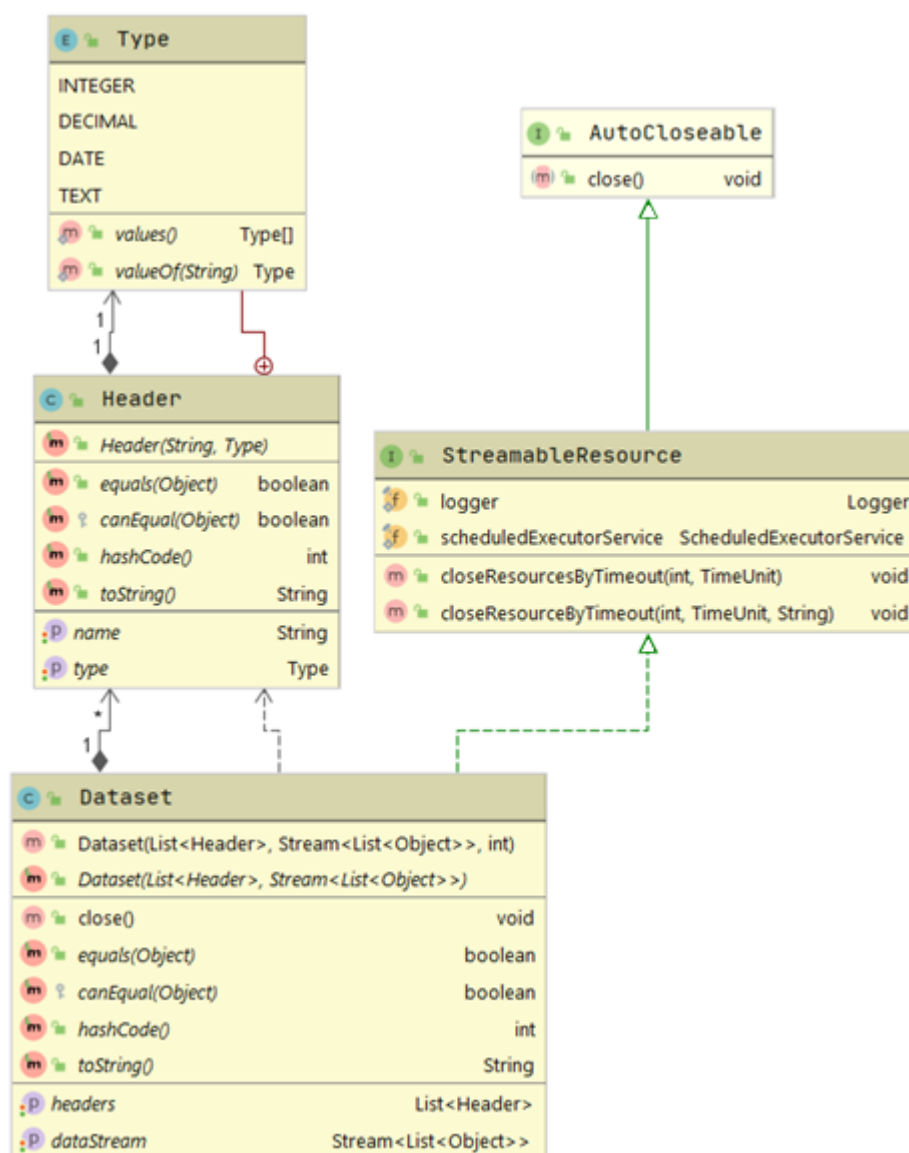 E Type
INTEGER
DECIMAL
DATE
TEXT
m values() Type[]
m valueOf(String) Type
1
1
C Header
m Header(String, Type)
m equals(Object) boolean
m canEqual(Object) boolean
m hashCode() int
m toString() String
P name String
P type Type
*
1
I AutoCloseable
(m) close() void
I StreamableResource
f logger Logger
f scheduledExecutorService ScheduledExecutorService
m closeResourcesByTimeout(int, TimeUnit) void
m closeResourceByTimeout(int, TimeUnit, String) void
C Dataset
m Dataset(List<Header>, Stream<List<Object>>, int)
m Dataset(List<Header>, Stream<List<Object>>)
m close() void
m equals(Object) boolean
m canEqual(Object) boolean
m hashCode() int
m toString() String
P headers List<Header>
P dataStream Stream<List<Object>>